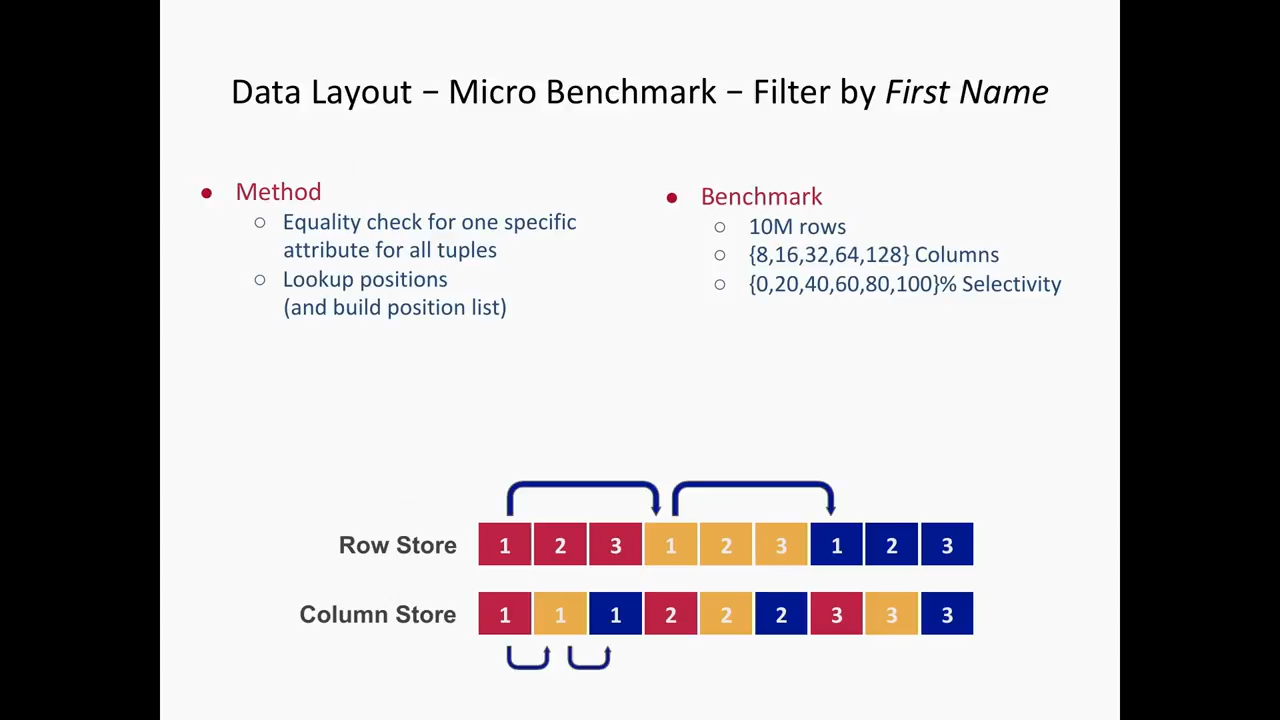 Data Layout – Micro Benchmark – Filter by First Name
● Method
○ Equality check for one specific
attribute for all tuples
○ Lookup positions
(and build position list)
● Benchmark
○ 10M rows
○ {8,16,32,64,128} Columns
○ {0,20,40,60,80,100}% Selectivity
Row Store 1 2 3 1 2 3 1 2 3
Column Store 1 1 1 2 2 2 3 3 3